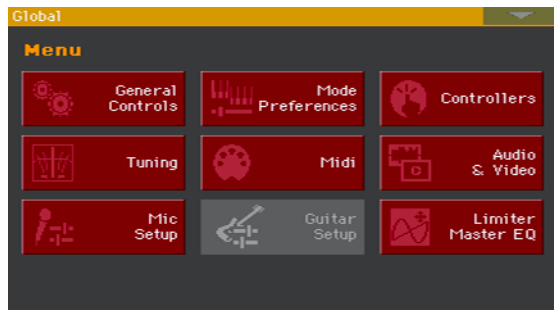 Global
Menu
General
Controls
Mode
Preferences
Controllers
Tuning
Midi
Audio
& Video
Mic
Setup
Guitar
Setup
Limiter
Master EQ